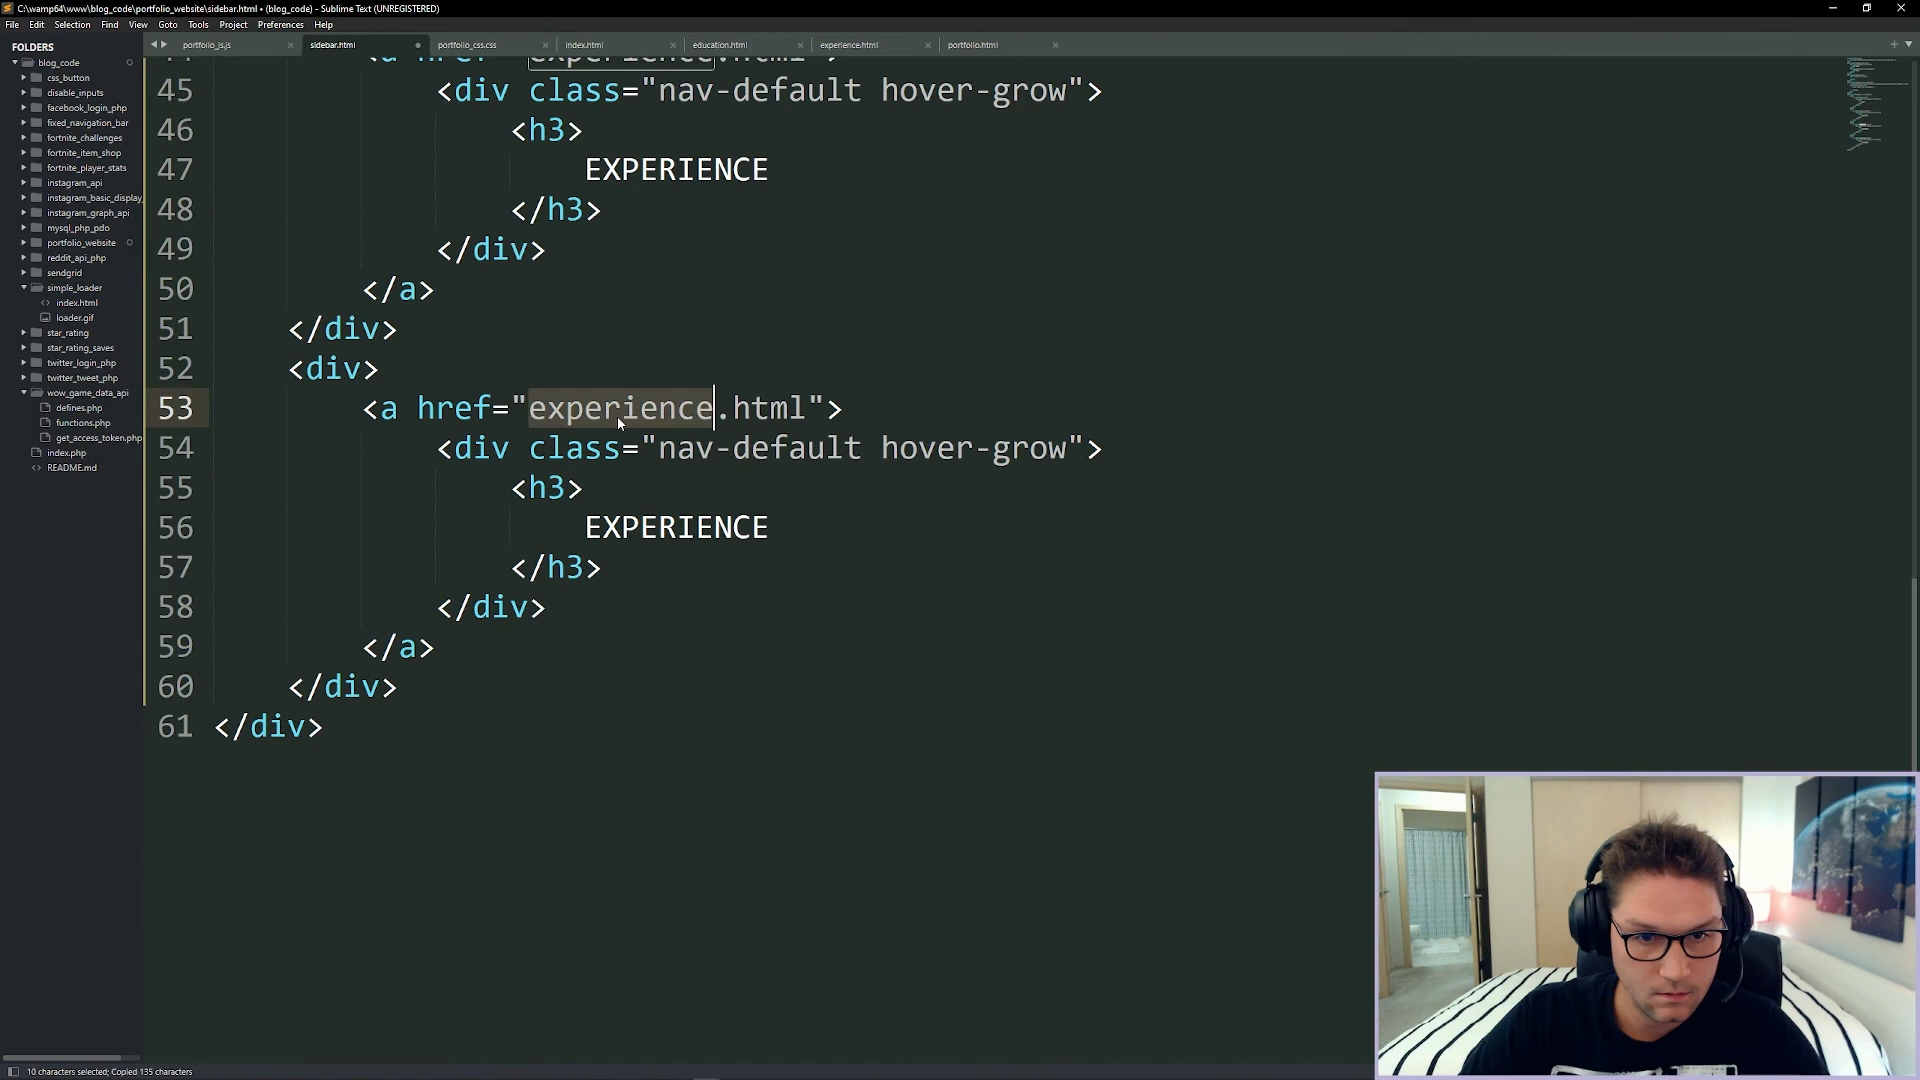 C:\wamp64\www\blog_code\portfolio_website\sidebar.html • (blog_code) - Sublime Text (UNREGISTERED)
File Edit Selection Find View Goto Tools Project Preferences Help
FOLDERS
blog_code
css_button
disable_inputs
facebook_login_php
fixed_navigation_bar
fortnite_challenges
fortnite_item_shop
fortnite_player_stats
instagram_api
instagram_basic_display_
instagram_graph_api
mysql_php_pdo
portfolio_website
reddit_api_php
sendgrid
simple_loader
index.html
loader.gif
star_rating
star_rating_saves
twitter_login_php
twitter_tweet_php
wow_game_data_api
defines.php
functions.php
get_access_token.php
index.php
README.md
portfolio_js.js
sidebar.html
portfolio_css.css
index.html
education.html
experience.html
portfolio.html
44 <a href="experience.html">
45 <div class="nav-default hover-grow">
46 <h3>
47 EXPERIENCE
48 </h3>
49 </div>
50 </a>
51 </div>
52 <div>
53 <a href="experience.html">
54 <div class="nav-default hover-grow">
55 <h3>
56 EXPERIENCE
57 </h3>
58 </div>
59 </a>
60 </div>
61 </div>
10 characters selected; Copied 135 characters